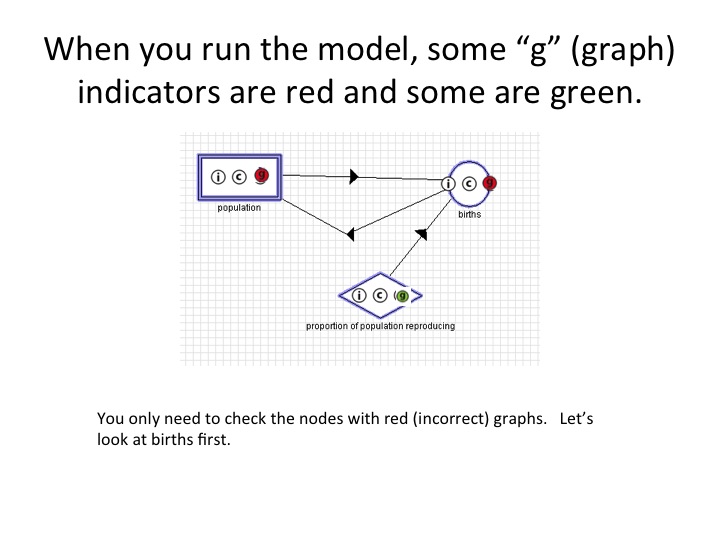 When you run the model, some “g” (graph)
indicators are red and some are green.
i c g
population
i c g
births
i c g
proportion of population reproducing
You only need to check the nodes with red (incorrect) graphs. Let’s
look at births first.